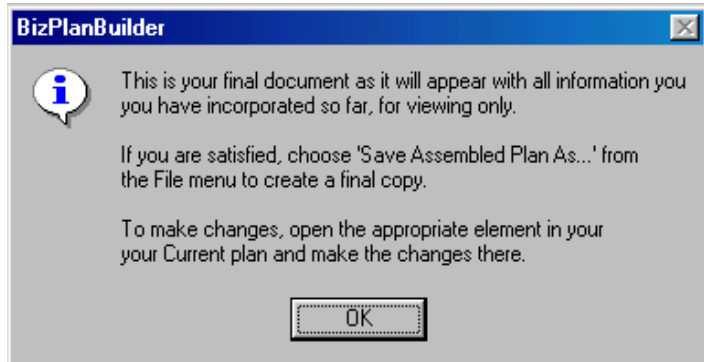 BizPlanBuilder
This is your final document as it will appear with all information you
you have incorporated so far, for viewing only.
If you are satisfied, choose 'Save Assembled Plan As...' from
the File menu to create a final copy.
To make changes, open the appropriate element in your
your Current plan and make the changes there.
OK